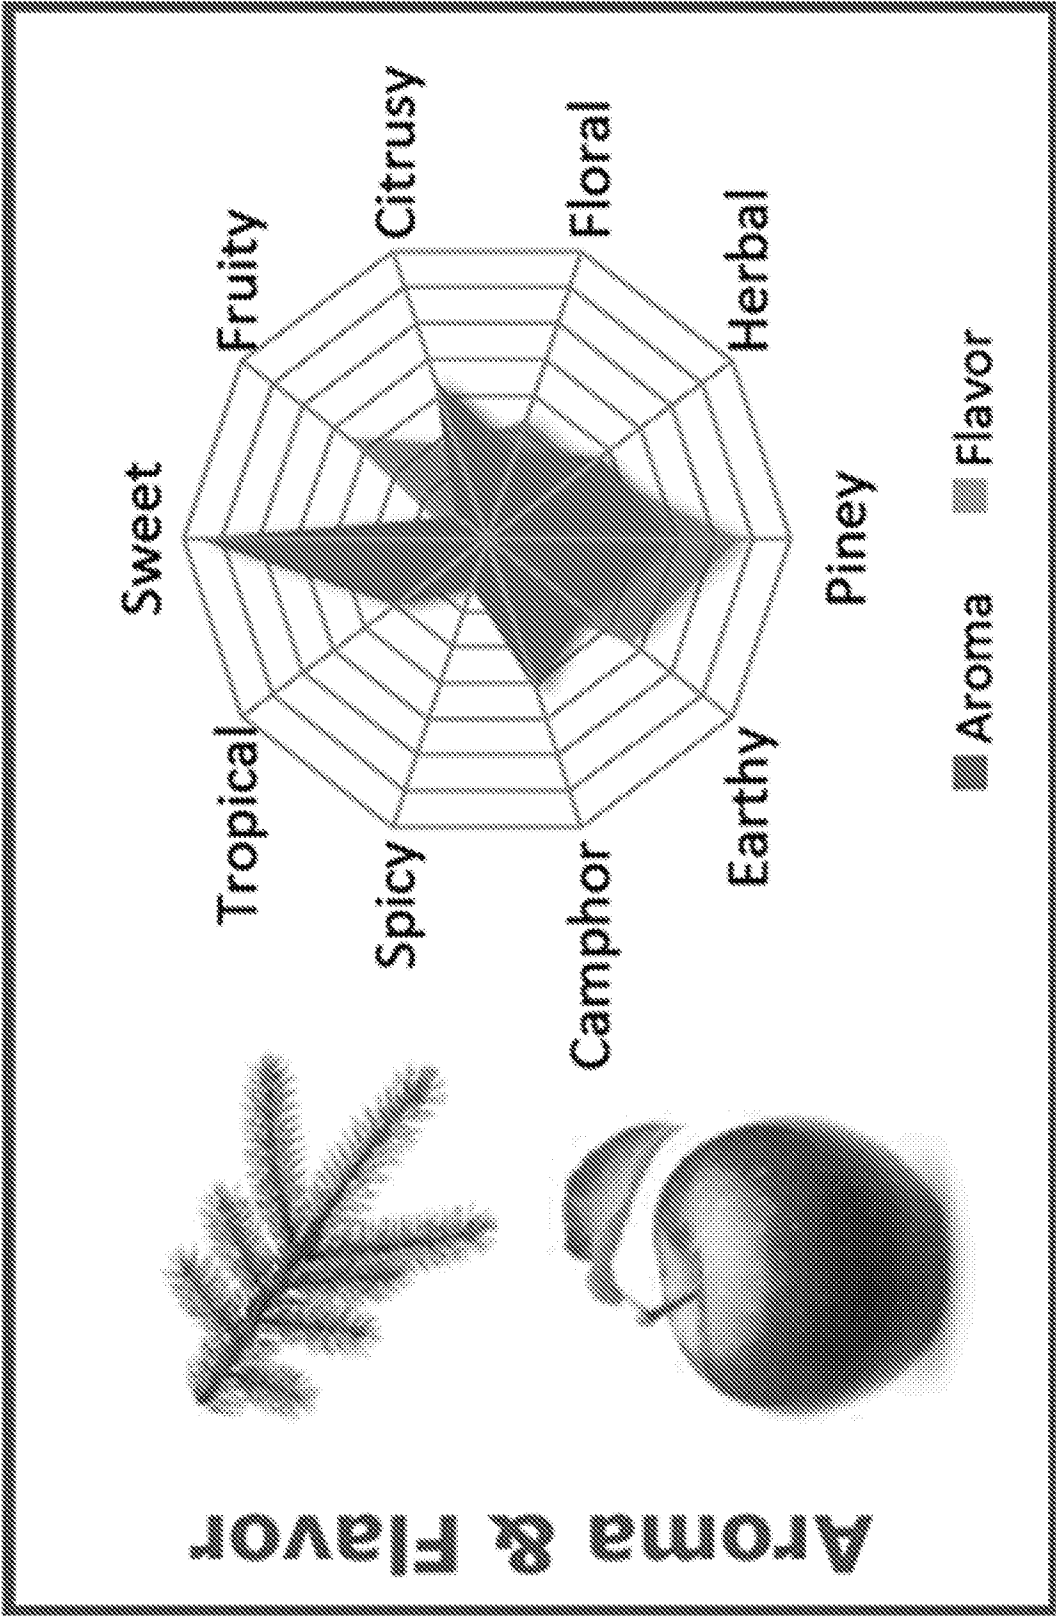 Aroma & Flavor
Sweet
Fruity
Citrusy
Floral
Herbal
Piney
Earthy
Camphor
Spicy
Tropical
Aroma
Flavor